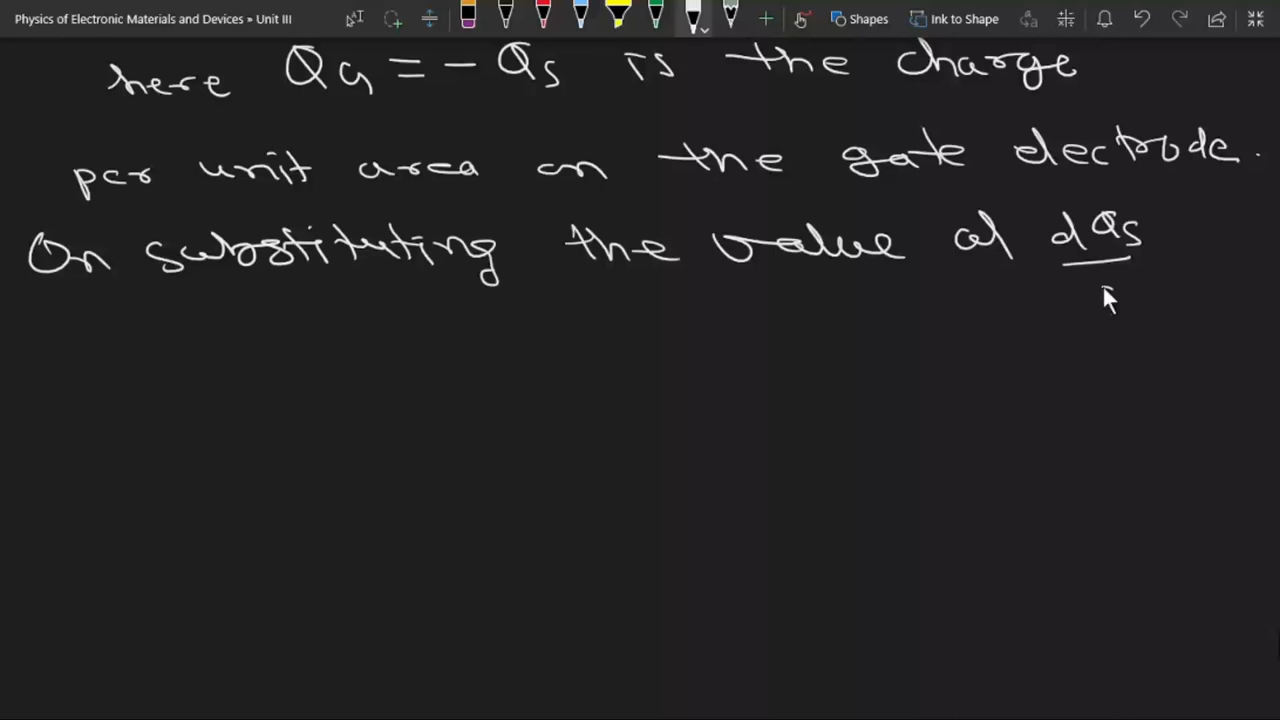 Physics of Electronic Materials and Devices » Unit III
Shapes
Ink to Shape
here QG = - Qs is the charge
per unit area on the gate electrode.
On substituting the value of dQs